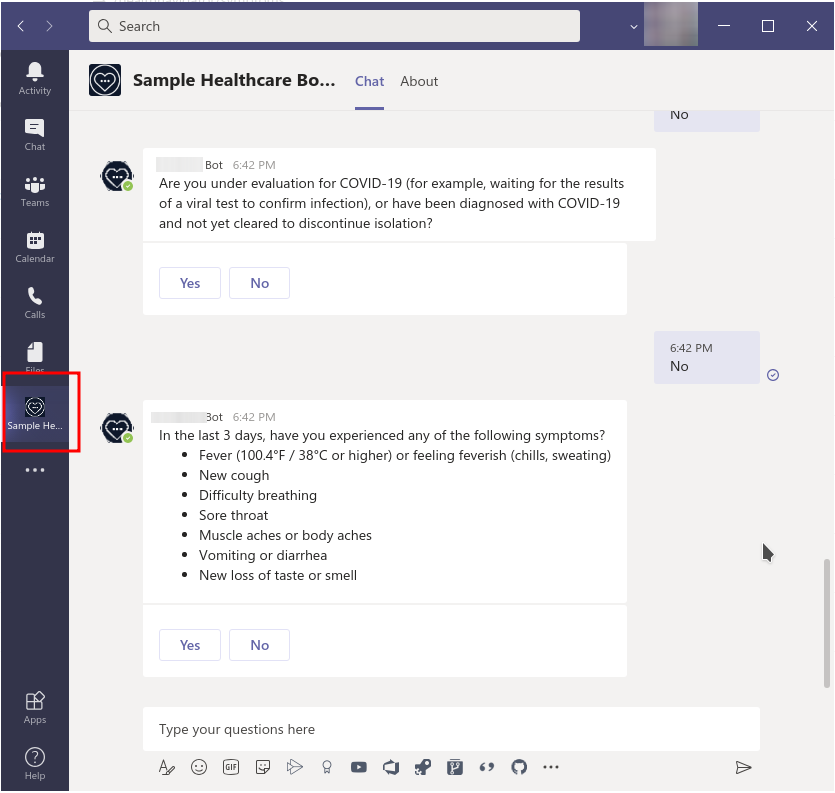 Search
Activity
Chat
Teams
Calendar
Calls
Files
Sample He...
Apps
Help
Sample Healthcare Bo... Chat About
No
Bot 6:42 PM
Are you under evaluation for COVID-19 (for example, waiting for the results
of a viral test to confirm infection), or have been diagnosed with COVID-19
and not yet cleared to discontinue isolation?
Yes No
6:42 PM
No
Bot 6:42 PM
In the last 3 days, have you experienced any of the following symptoms?
• Fever (100.4°F / 38°C or higher) or feeling feverish (chills, sweating)
• New cough
• Difficulty breathing
• Sore throat
• Muscle aches or body aches
• Vomiting or diarrhea
• New loss of taste or smell
Yes No
Type your questions here
GIF